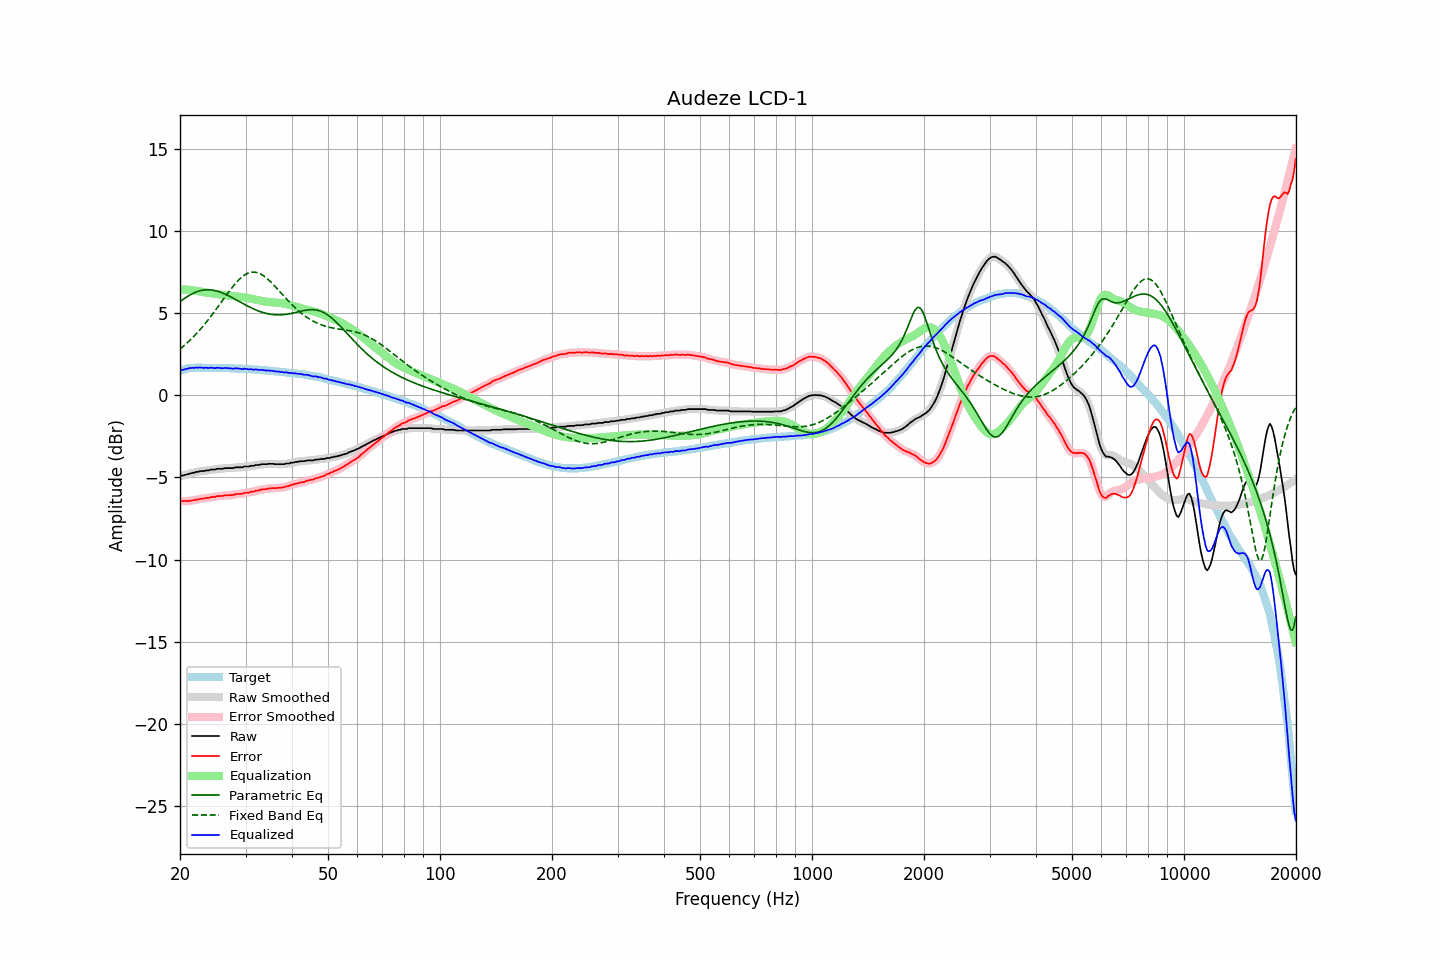 Audeze LCD-1
Amplitude (dBr)
15
10
5
0
−5
−10
−15
−20
−25
Target
Raw Smoothed
Error Smoothed
Raw
Error
Equalization
Parametric Eq
Fixed Band Eq
Equalized
20 50 100 200 500 1000 2000 5000 10000 20000
Frequency (Hz)